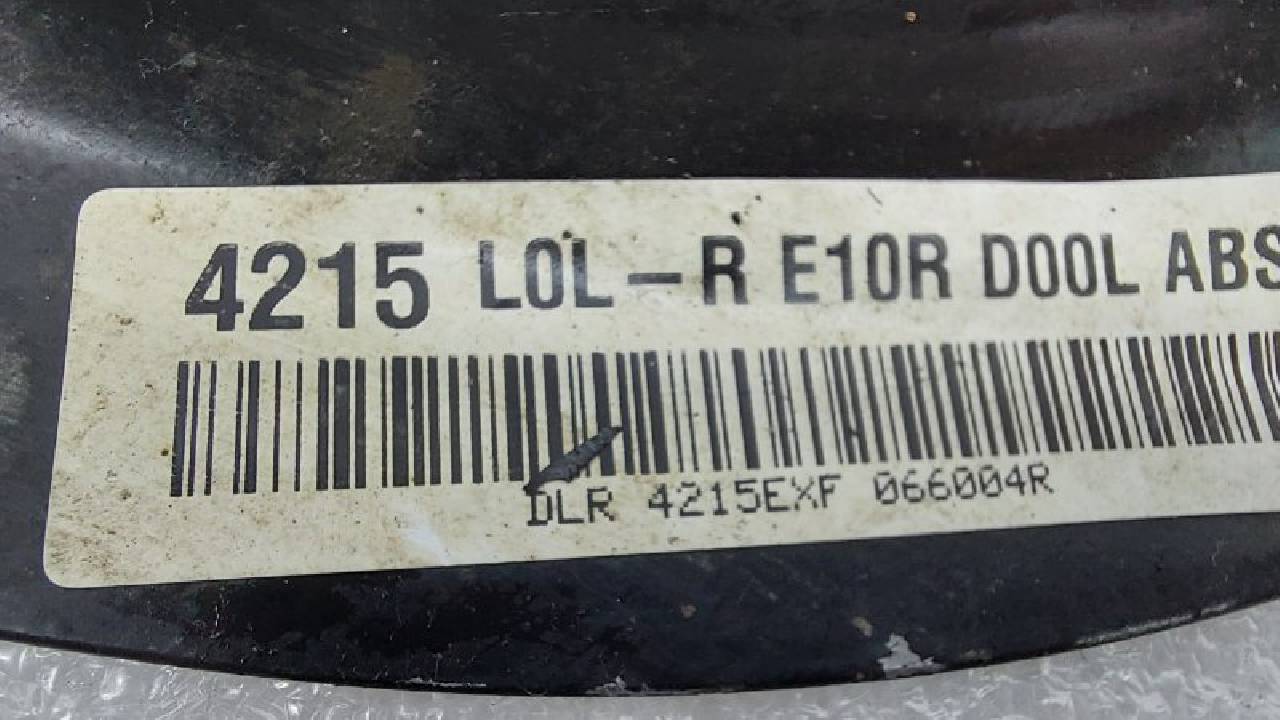 4215 L0L-R E10R D00L ABS
DLR 4215EXF 066004R